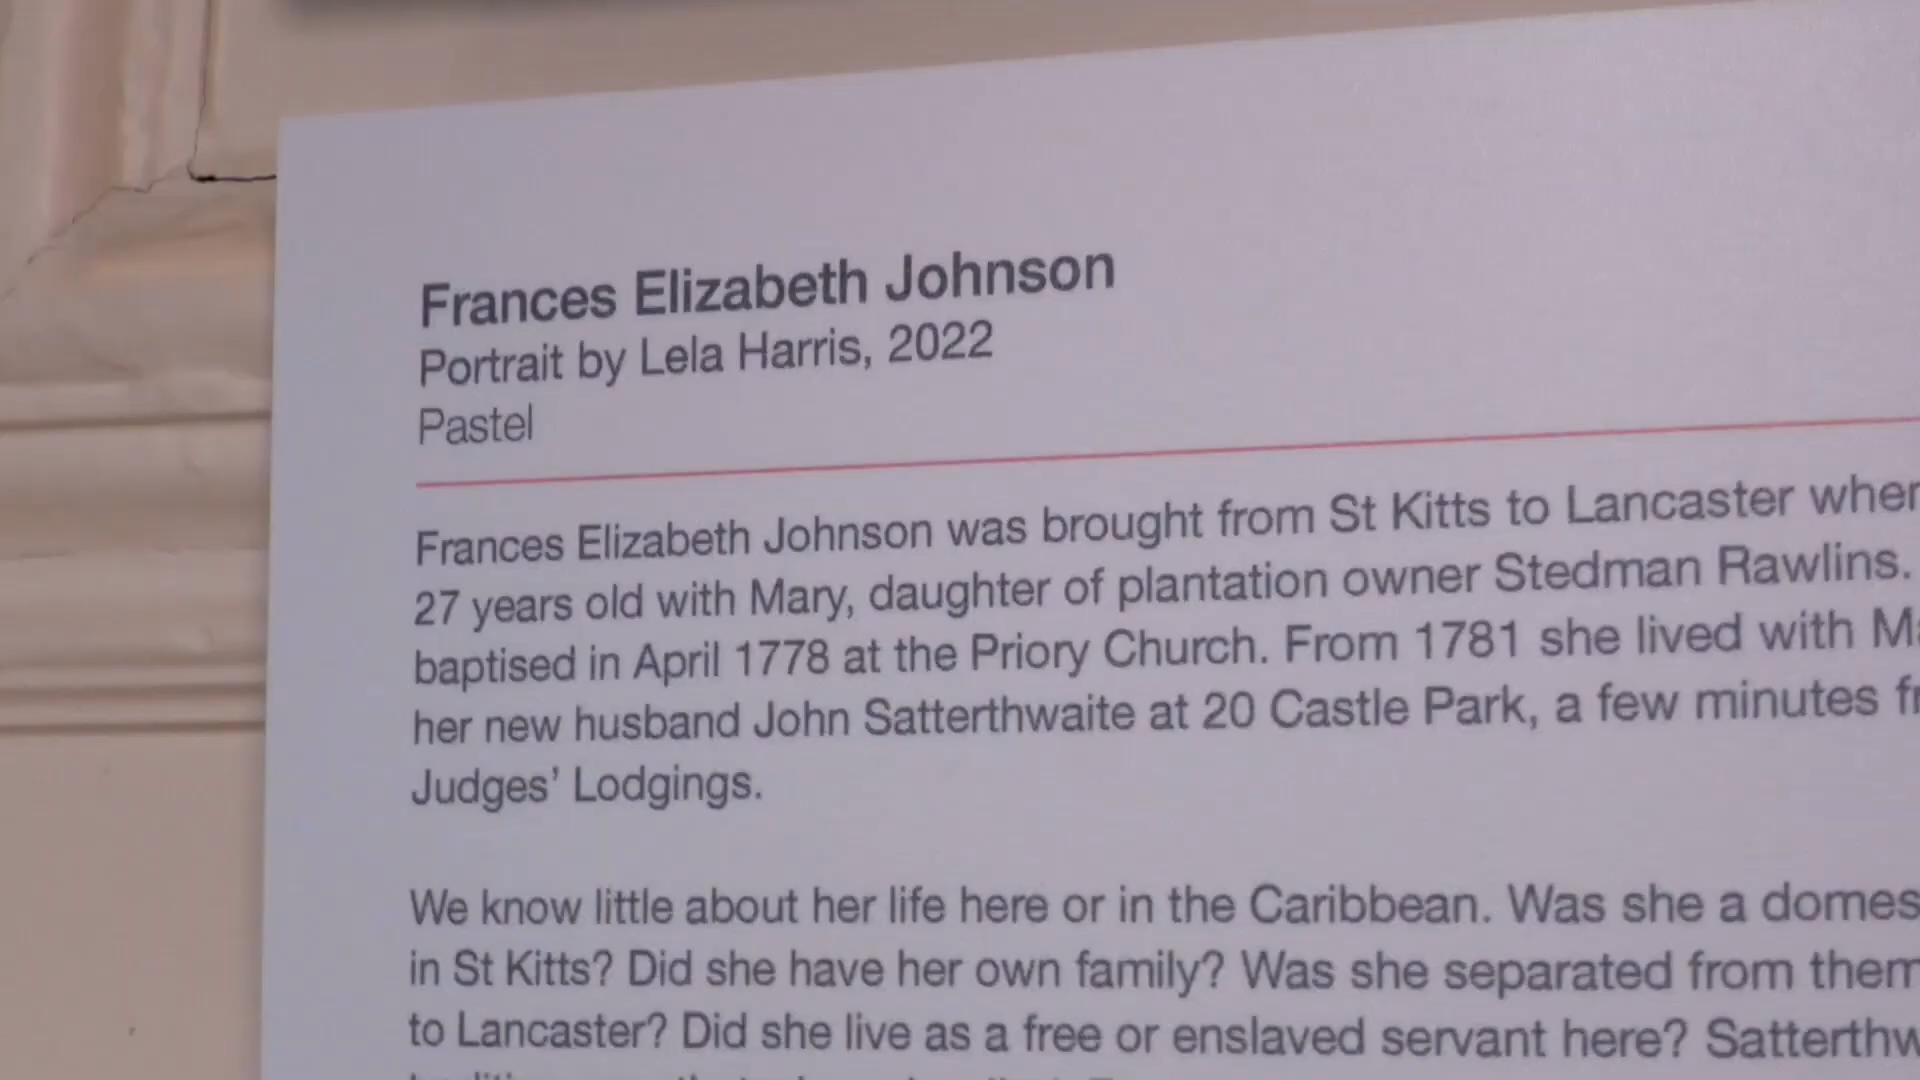 Frances Elizabeth Johnson
Portrait by Lela Harris, 2022
Pastel
Frances Elizabeth Johnson was brought from St Kitts to Lancaster
27 years old with Mary, daughter of plantation owner Stedman Rawlins.
baptised in April 1778 at the Priory Church. From 1781 she lived with
her new husband John Satterthwaite at 20 Castle Park, a few minutes
Judges' Lodgings.
We know little about her life here or in the Caribbean. Was she a
in St Kitts? Did she have her own family? Was she separated from
to Lancaster? Did she live as a free or enslaved servant here?